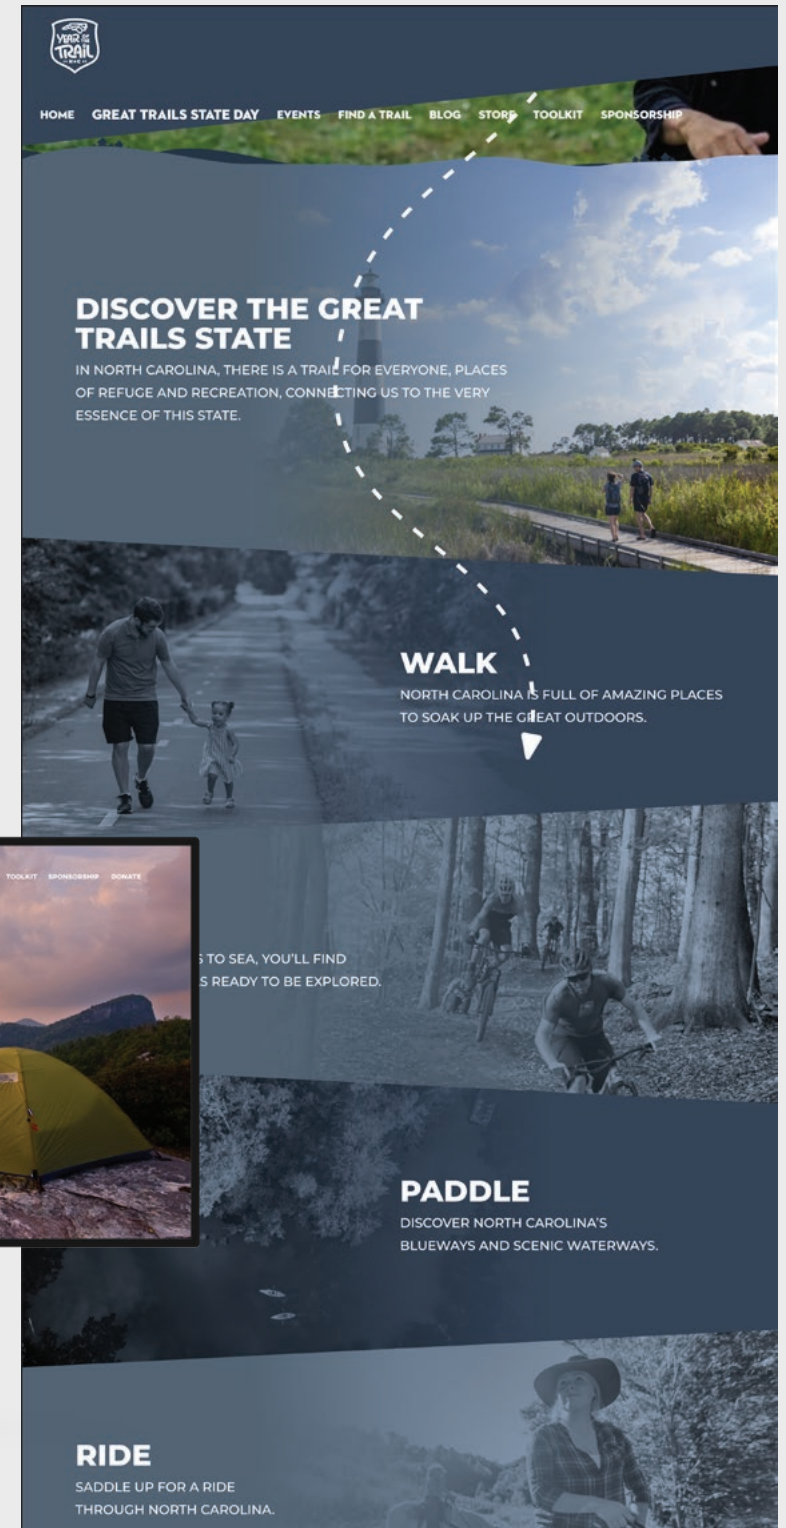 YEAR OF THE
TRAIL
N•C
HOME GREAT TRAILS STATE DAY EVENTS FIND A TRAIL BLOG STORE TOOLKIT SPONSORSHIP
DISCOVER THE GREAT
TRAILS STATE
IN NORTH CAROLINA, THERE IS A TRAIL FOR EVERYONE, PLACES
OF REFUGE AND RECREATION, CONNECTING US TO THE VERY
ESSENCE OF THIS STATE.
WALK
NORTH CAROLINA IS FULL OF AMAZING PLACES
TO SOAK UP THE GREAT OUTDOORS.
TOOLKIT SPONSORSHIP DONATE
S TO SEA, YOU'LL FIND
S READY TO BE EXPLORED.
PADDLE
DISCOVER NORTH CAROLINA'S
BLUEWAYS AND SCENIC WATERWAYS.
RIDE
SADDLE UP FOR A RIDE
THROUGH NORTH CAROLINA.